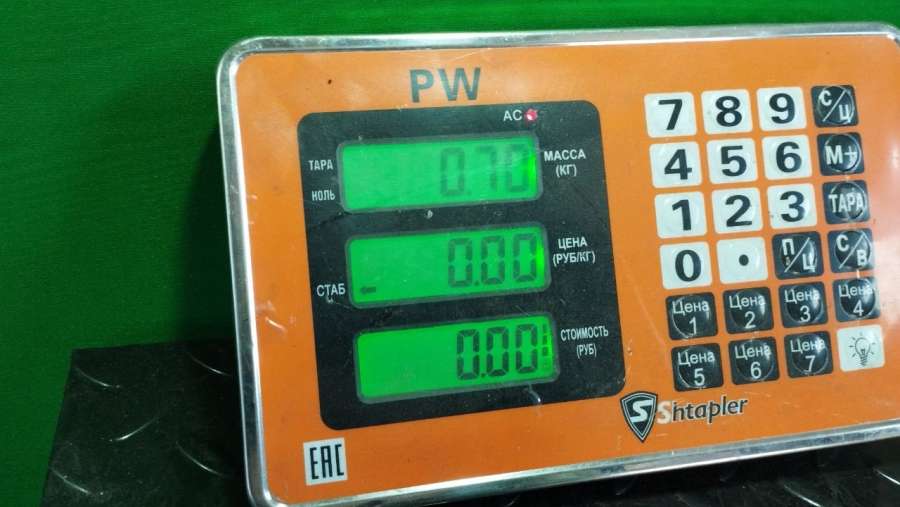 PW
AC
ТАРА
НОЛЬ
0.70
МАССА
(КГ)
СТАБ
0.00
ЦЕНА
(РУБ/КГ)
0.00
СТОИМОСТЬ
(РУБ)
7 8 9 С/Ц
4 5 6 М+
1 2 3 ТАРА
0 . П/Ц С/В
Цена 1 Цена 2 Цена 3 Цена 4
Цена 5 Цена 6 Цена 7
Shtapler
EAC